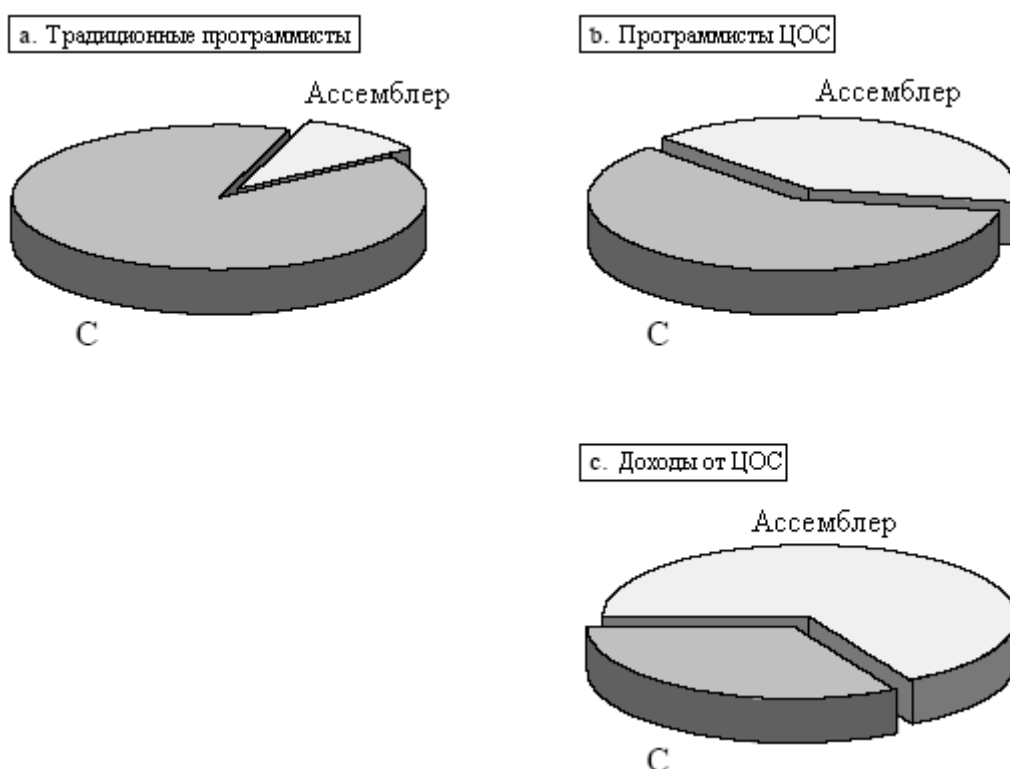 a. Традиционные программисты
Ассемблер
C
b. Программисты ЦОС
Ассемблер
C
c. Доходы от ЦОС
Ассемблер
C